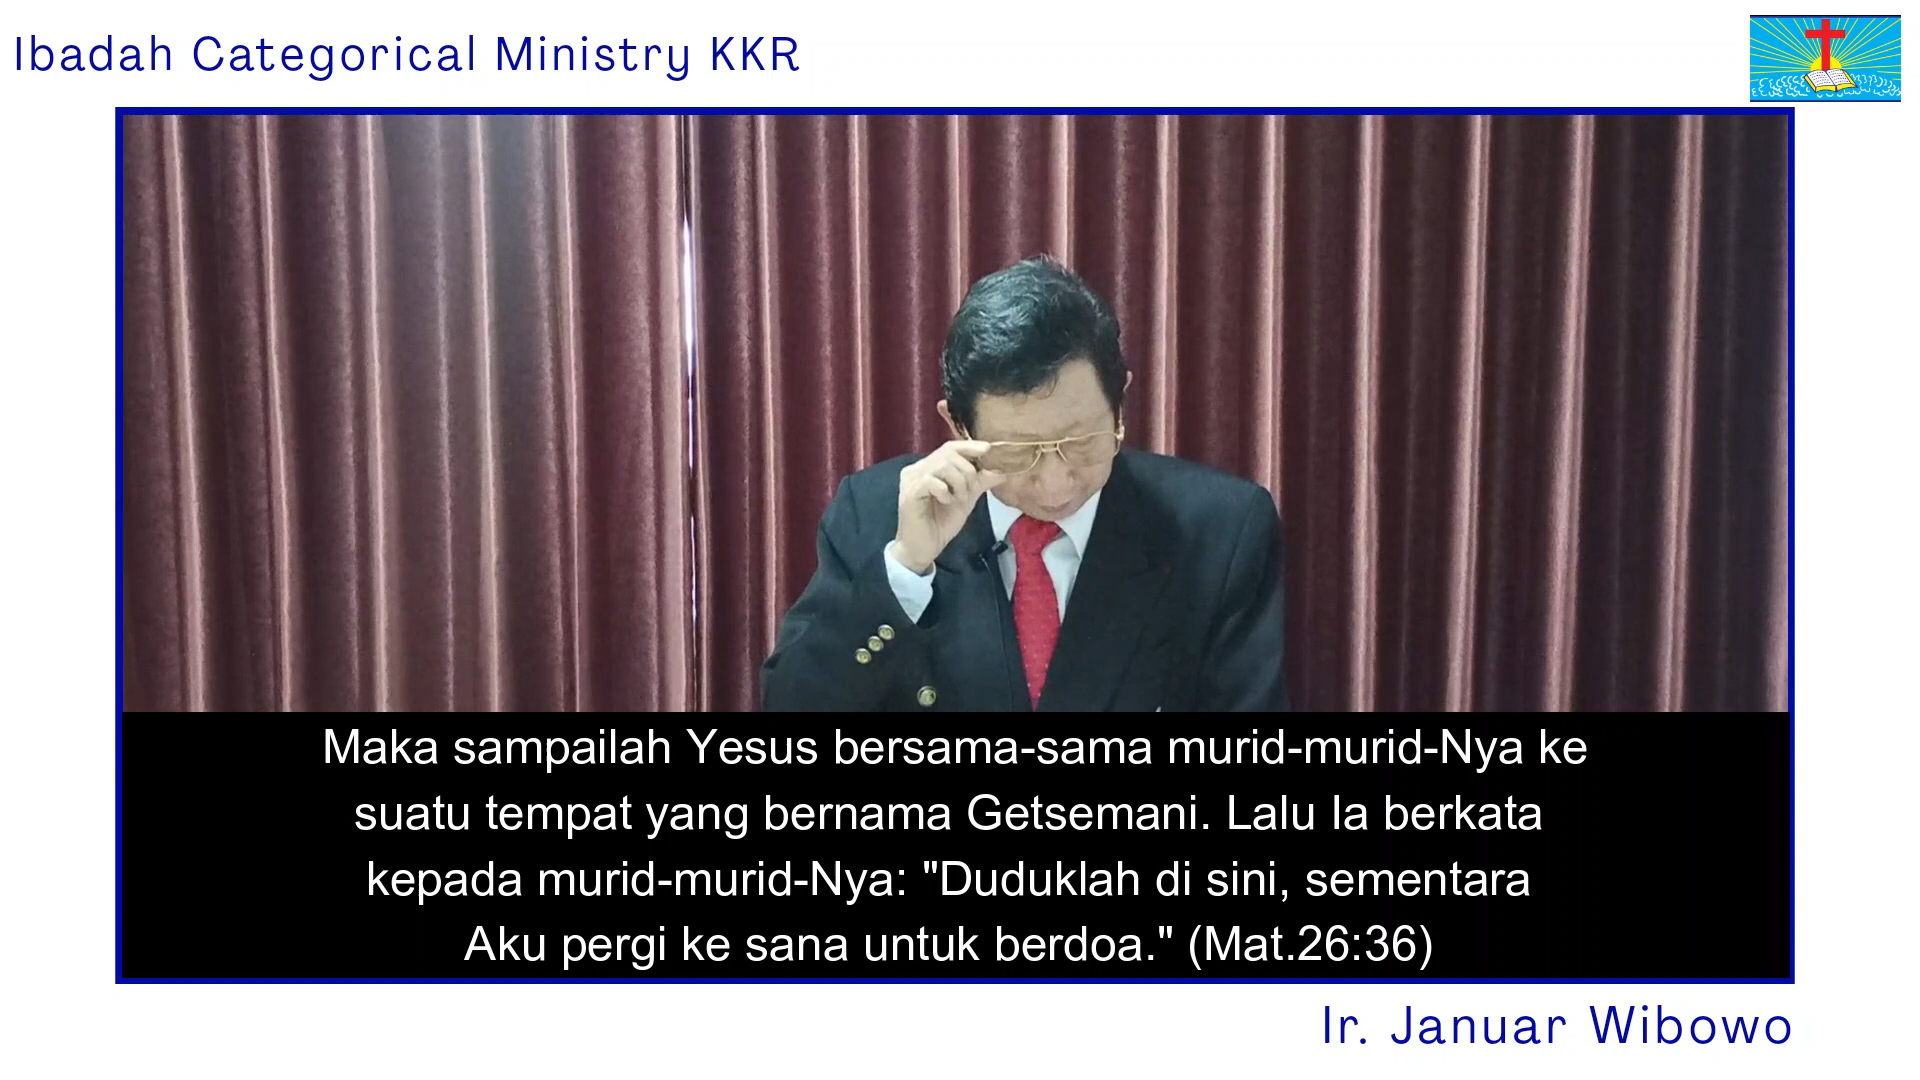 Ibadah Categorical Ministry KKR
Maka sampailah Yesus bersama-sama murid-murid-Nya ke
suatu tempat yang bernama Getsemani. Lalu Ia berkata
kepada murid-murid-Nya: "Duduklah di sini, sementara
Aku pergi ke sana untuk berdoa." (Mat.26:36)
Ir. Januar Wibowo